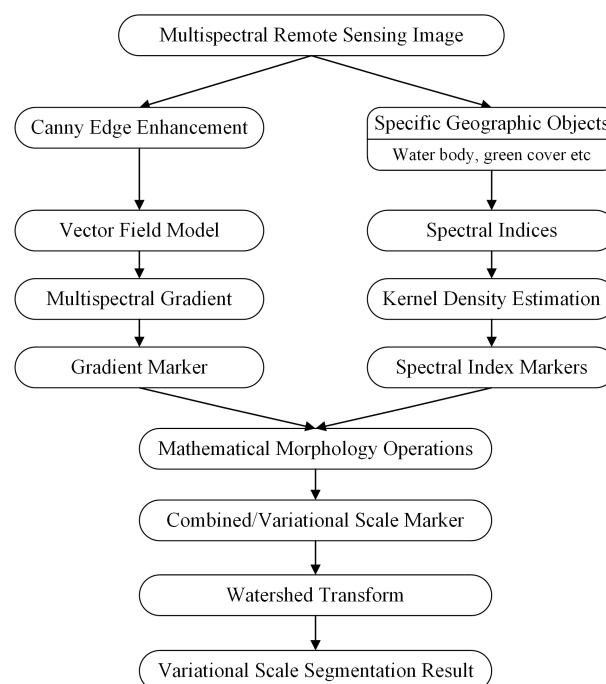 Multispectral Remote Sensing Image
Canny Edge Enhancement
Specific Geographic Objects
Water body, green cover etc
Vector Field Model
Spectral Indices
Multispectral Gradient
Kernel Density Estimation
Gradient Marker
Spectral Index Markers
Mathematical Morphology Operations
Combined/Variational Scale Marker
Watershed Transform
Variational Scale Segmentation Result